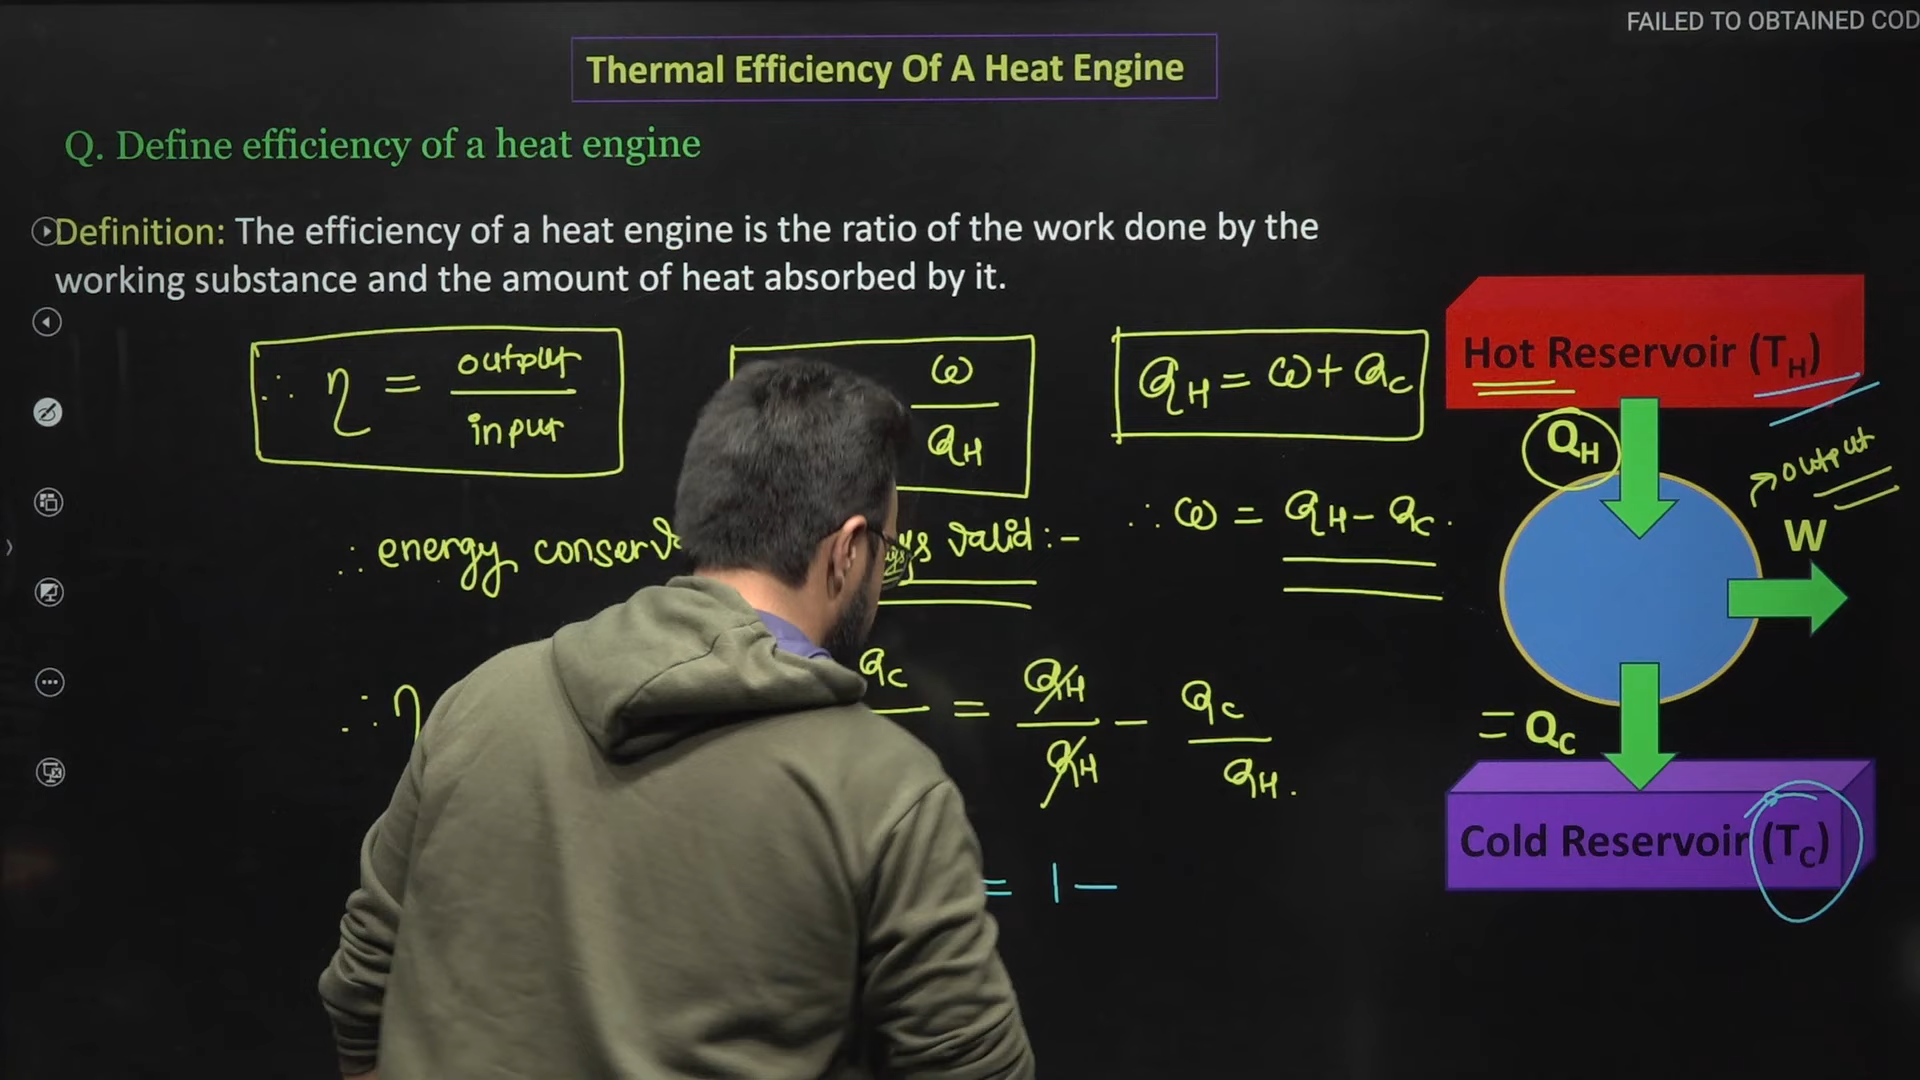 FAILED TO OBTAINED COD
Thermal Efficiency Of A Heat Engine
Q. Define efficiency of a heat engine
Definition: The efficiency of a heat engine is the ratio of the work done by the
working substance and the amount of heat absorbed by it.
∴ η = output / input
ω / QH
QH = ω + QC
∴ energy valid :-
∴ ω = QH - QC .
∴ η QC = QH / QH - QC / QH .
= 1 -
Hot Reservoir (TH)
QH
output
W
= QC
Cold Reservoir (TC)